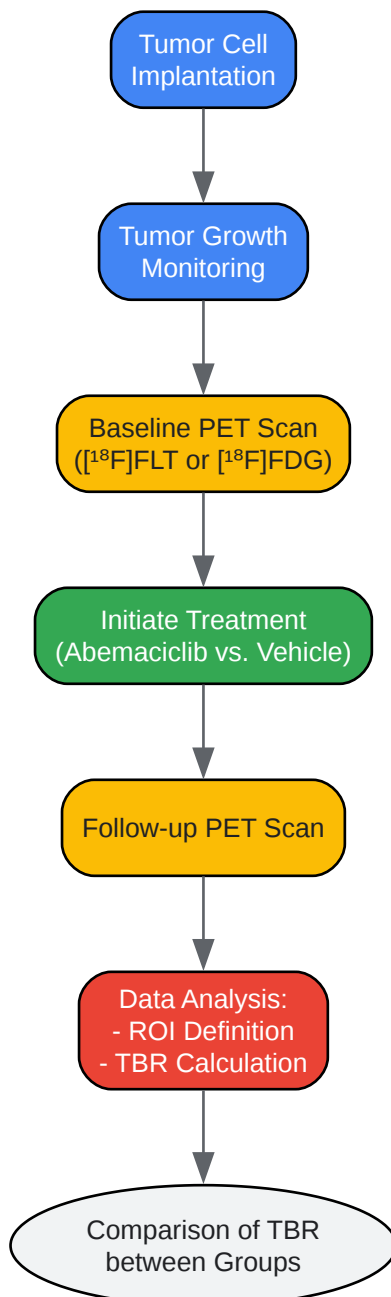 Tumor Cell
Implantation
Tumor Growth
Monitoring
Baseline PET Scan
([¹⁸F]FLT or [¹⁸F]FDG)
Initiate Treatment
(Abemaciclib vs. Vehicle)
Follow-up PET Scan
Data Analysis:
- ROI Definition
- TBR Calculation
Comparison of TBR
between Groups